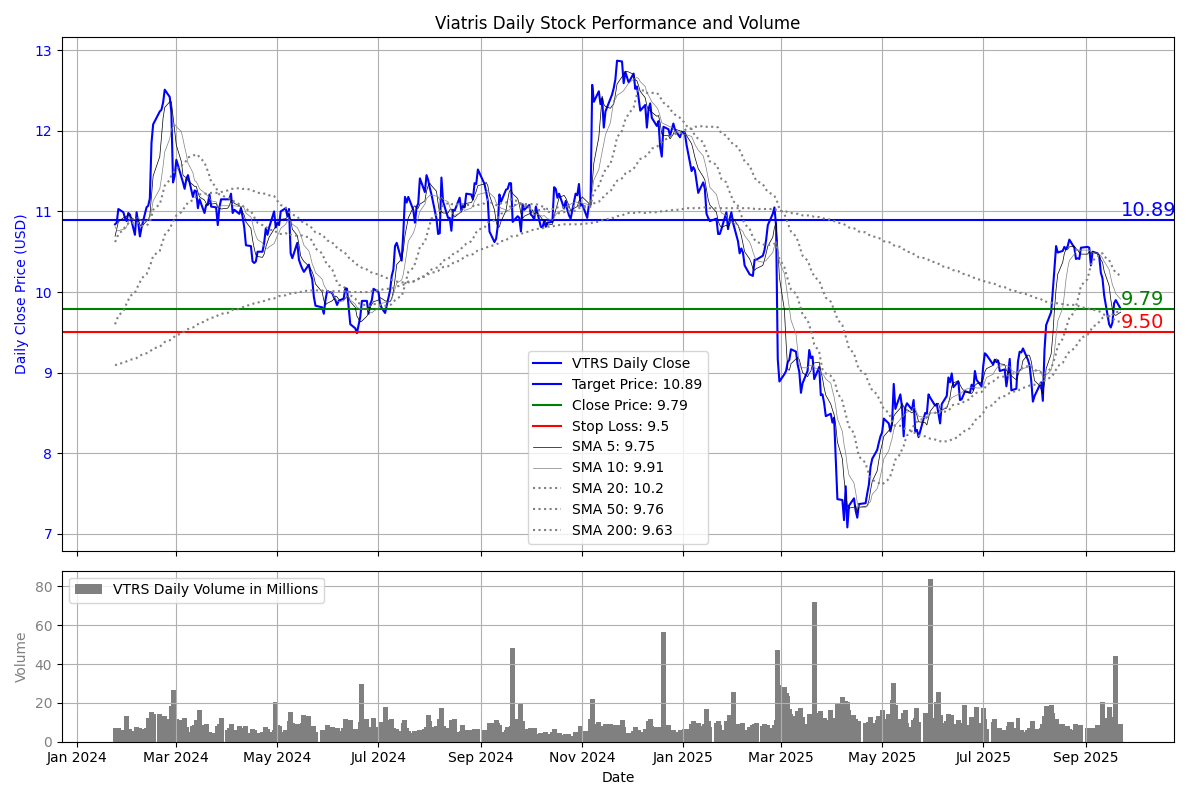 Viatris Daily Stock Performance and Volume
Daily Close Price (USD)
13
12
11
10
9
8
7
10.89
9.79
9.50
VTRS Daily Close
Target Price: 10.89
Close Price: 9.79
Stop Loss: 9.5
SMA 5: 9.75
SMA 10: 9.91
SMA 20: 10.2
SMA 50: 9.76
SMA 200: 9.63
Volume
80
60
40
20
0
VTRS Daily Volume in Millions
Jan 2024 Mar 2024 May 2024 Jul 2024 Sep 2024 Nov 2024 Jan 2025 Mar 2025 May 2025 Jul 2025 Sep 2025
Date